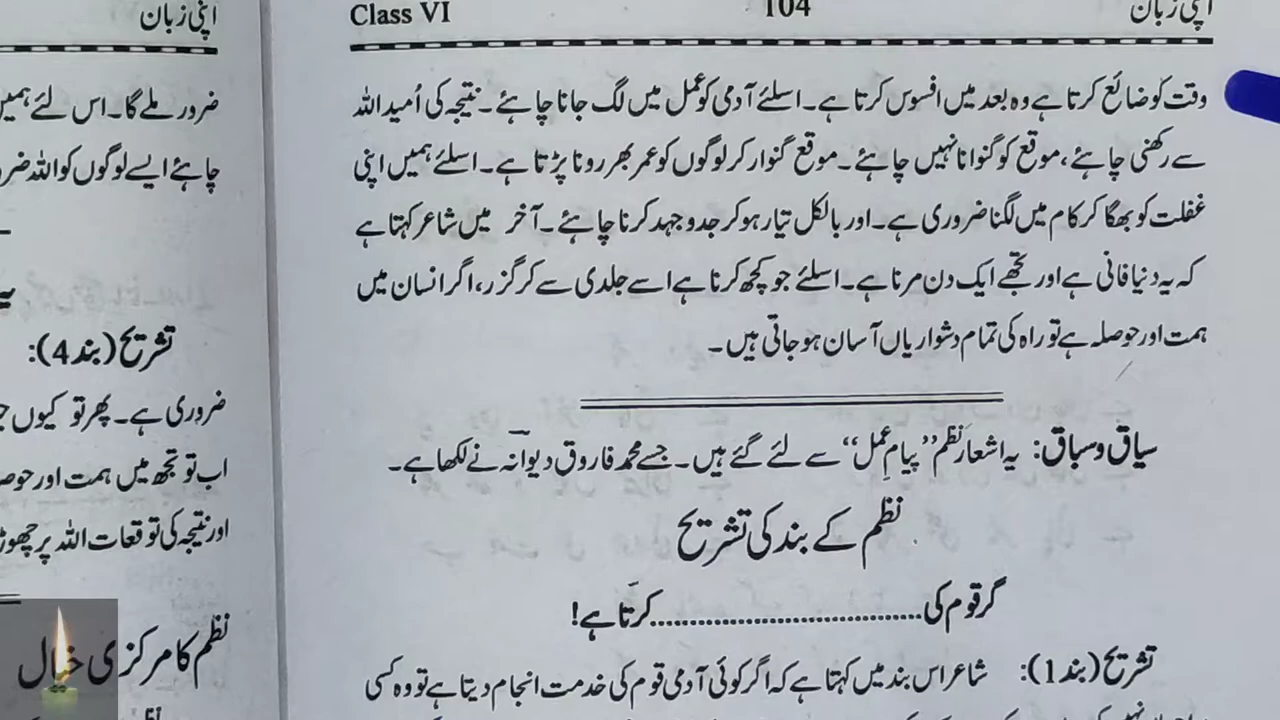 اپنی زبان 104 Class VI
وقت کو ضائع کرتا ہے وہ بعد میں افسوس کرتا ہے۔ اسلئے آدمی کو عمل میں لگ جانا چاہئے۔ نتیجہ کی اُمید اللہ
سے رکھنی چاہئے، موقع کو گنوانا نہیں چاہئے۔ موقع گنوار کر لوگوں کو عمر بھر رونا پڑتا ہے۔ اسلئے ہمیں اپنی
غفلت کو بھگا کر کام میں لگنا ضروری ہے۔ اور بالکل تیار ہو کر جدوجہد کرنا چاہئے۔ آخر میں شاعر کہتا ہے
کہ یہ دنیا فانی ہے اور تجھے ایک دن مرنا ہے۔ اسلئے جو کچھ کرنا ہے اسے جلدی سے کر گزر، اگر انسان میں
ہمت اور حوصلہ ہے تو راہ کی تمام دشواریاں آسان ہو جاتی ہیں۔
سیاق و سباق: یہ اشعار نظم ”پیامِ عمل“ سے لئے گئے ہیں۔ جسے محمد فاروق دیوانہ نے لکھا ہے۔
نظم کے بند کی تشریح
گر قوم کی..................................کرتا ہے!
تشریح (بند 1): شاعر اس بند میں کہتا ہے کہ اگر کوئی آدمی قوم کی خدمت انجام دیتا ہے تو وہ کسی
اپنی زبان
ضرور ملے گا۔ اس لئے ہمیں
چاہئے ایسے لوگوں کو اللہ
تشریح (بند 4):
ضروری ہے۔ پھر تو کیوں
اب تو تجھ میں ہمت اور
اور نتیجہ کی توقعات اللہ پر
نظم کا مرکزی خیال